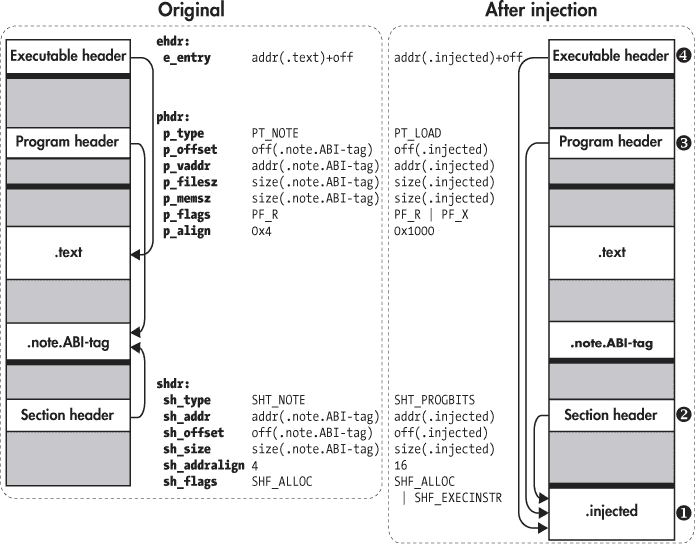 Original
After injection
Executable header
ehdr:
e_entry addr(.text)+off addr(.injected)+off
Executable header ❹
phdr:
Program header
p_type PT_NOTE PT_LOAD
p_offset off(.note.ABI-tag) off(.injected)
p_vaddr addr(.note.ABI-tag) addr(.injected)
p_filesz size(.note.ABI-tag) size(.injected)
p_memsz size(.note.ABI-tag) size(.injected)
p_flags PF_R PF_R | PF_X
p_align 0x4 0x1000
Program header ❸
.text
.text
.note.ABI-tag
.note.ABI-tag
shdr:
Section header
sh_type SHT_NOTE SHT_PROGBITS
sh_addr addr(.note.ABI-tag) addr(.injected)
sh_offset off(.note.ABI-tag) off(.injected)
sh_size size(.note.ABI-tag) size(.injected)
sh_addralign 4 16
sh_flags SHF_ALLOC SHF_ALLOC
| SHF_EXECINSTR
Section header ❷
.injected ❶